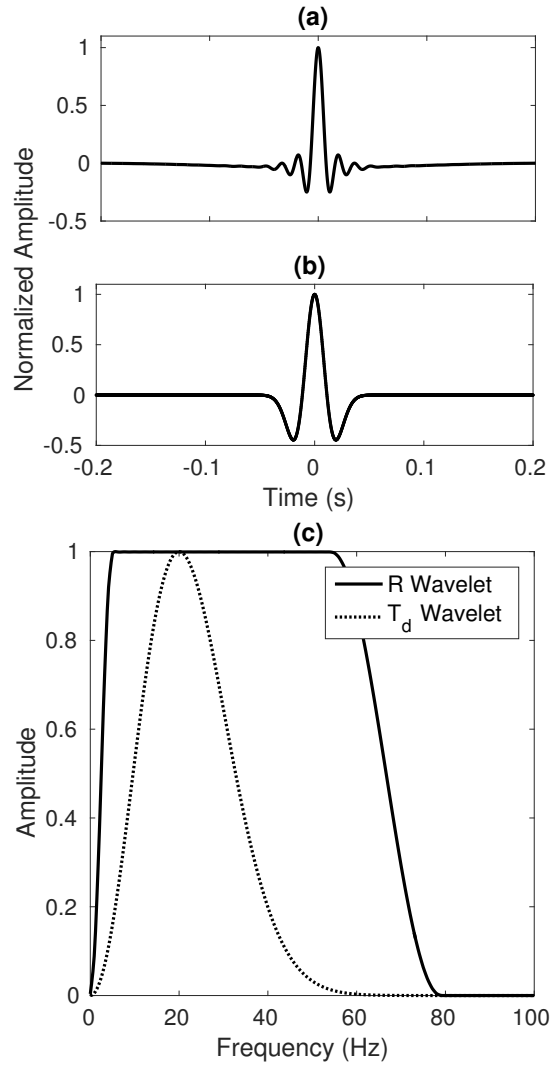 (a)
1
0.5
0
-0.5
Normalized Amplitude
(b)
1
0.5
0
-0.5
-0.2 -0.1 0 0.1 0.2
Time (s)
(c)
1
0.8
0.6
0.4
0.2
0
Amplitude
R Wavelet
T_d Wavelet
0 20 40 60 80 100
Frequency (Hz)